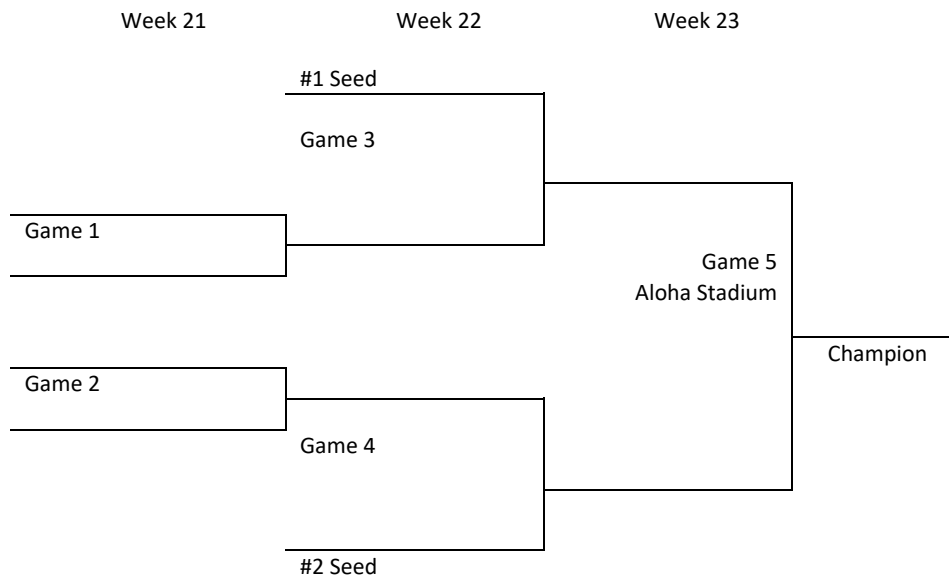 Week 21
Week 22
Week 23
#1 Seed
Game 3
Game 1
Game 5
Aloha Stadium
Champion
Game 2
Game 4
#2 Seed